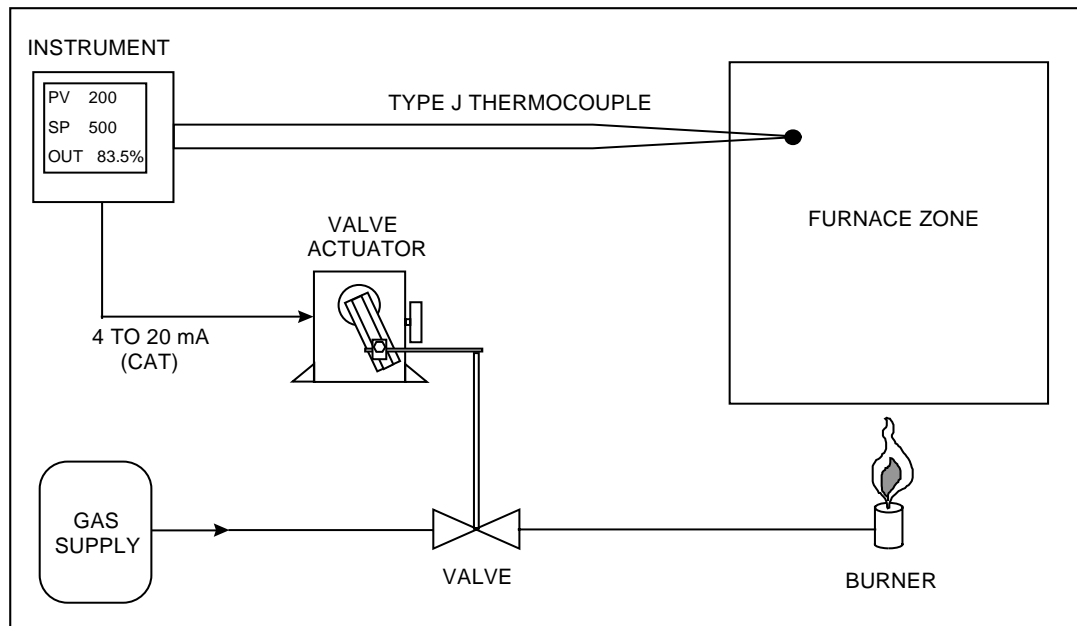 INSTRUMENT
PV 200
SP 500
OUT 83.5%
TYPE J THERMOCOUPLE
FURNACE ZONE
VALVE
ACTUATOR
4 TO 20 mA
(CAT)
GAS
SUPPLY
VALVE
BURNER